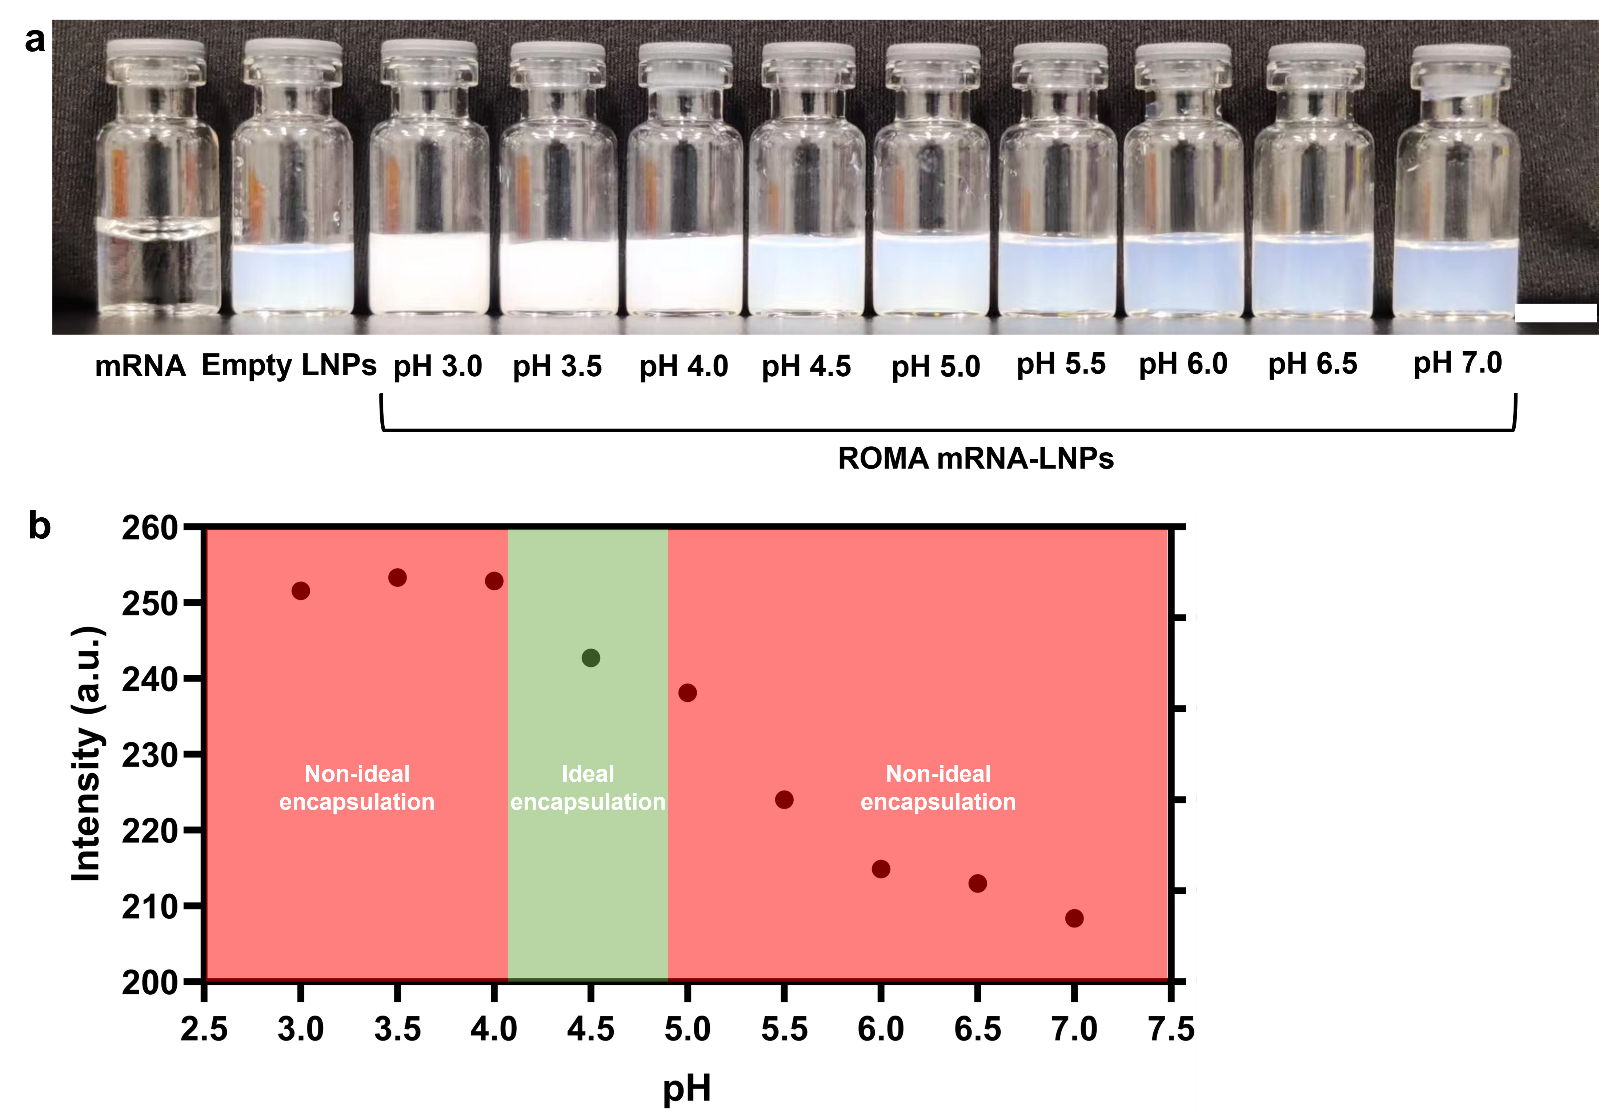 a
mRNA Empty LNPs pH 3.0 pH 3.5 pH 4.0 pH 4.5 pH 5.0 pH 5.5 pH 6.0 pH 6.5 pH 7.0
ROMA mRNA-LNPs
b
260
250
240
230
220
210
200
Intensity (a.u.)
Non-ideal
encapsulation
Ideal
encapsulation
Non-ideal
encapsulation
2.5 3.0 3.5 4.0 4.5 5.0 5.5 6.0 6.5 7.0 7.5
pH